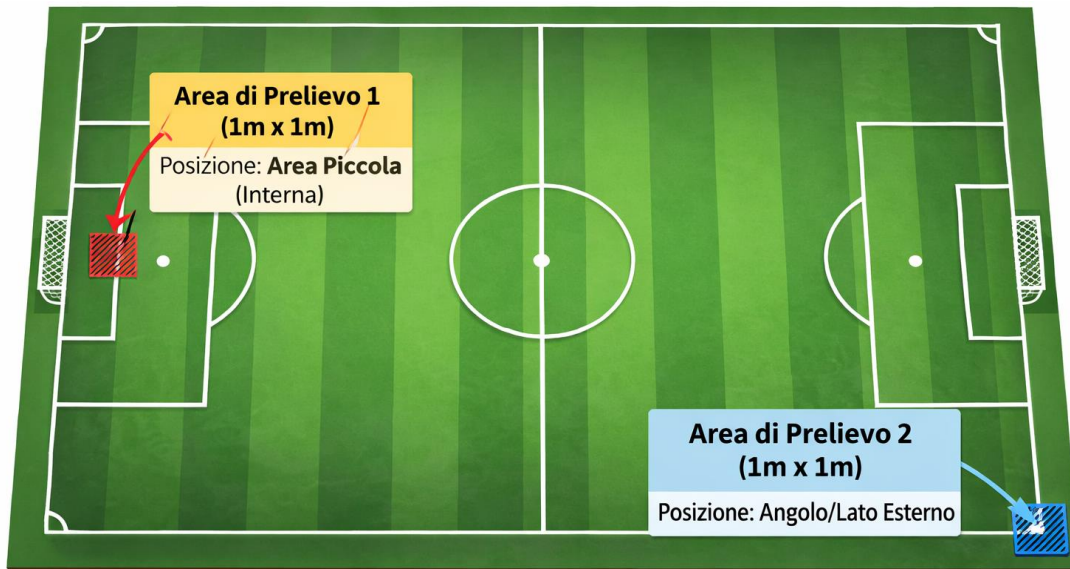 Area di Prelievo 1
(1m x 1m)
Posizione: Area Piccola
(Interna)
Area di Prelievo 2
(1m x 1m)
Posizione: Angolo/Lato Esterno